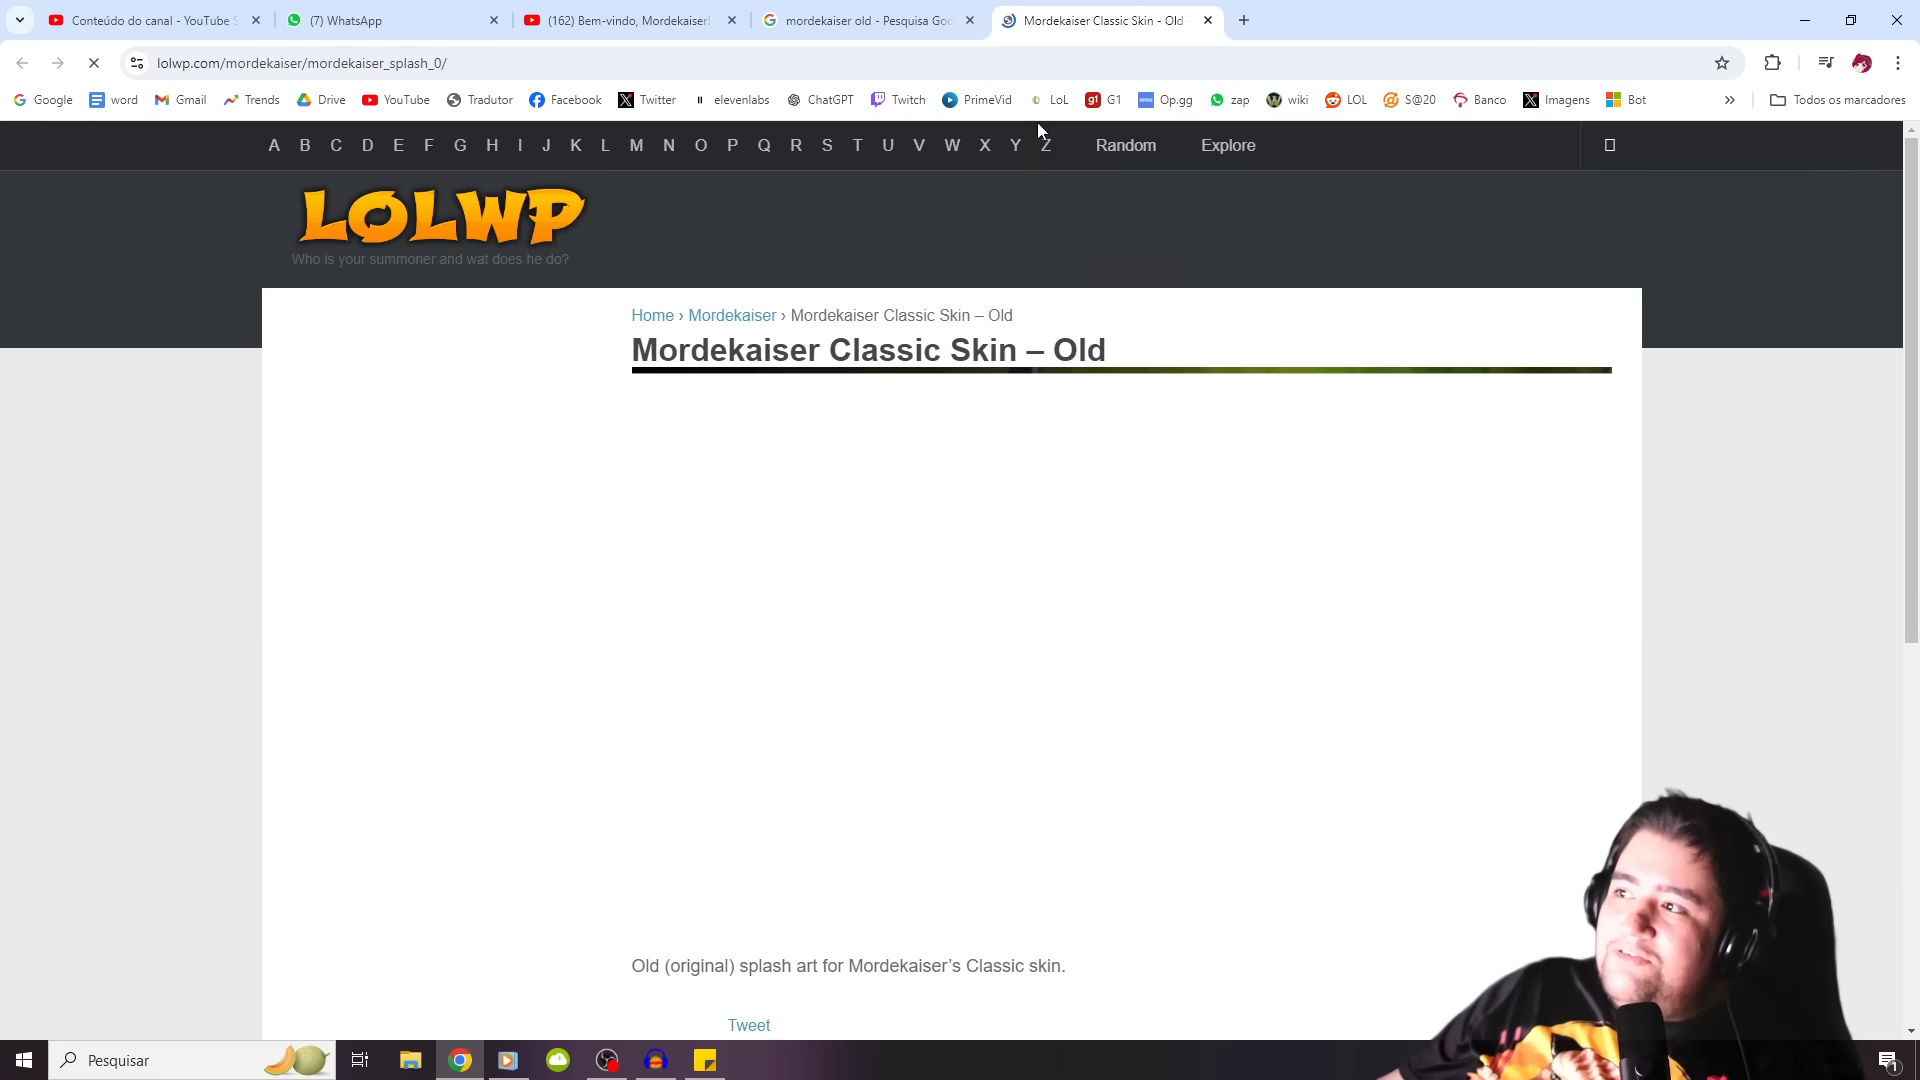 Conteúdo do canal - YouTube S
(7) WhatsApp
(162) Bem-vindo, Mordekaiser!
mordekaiser old - Pesquisa Goo
Mordekaiser Classic Skin - Old -
lolwp.com/mordekaiser/mordekaiser_splash_0/
Google
word
Gmail
Trends
Drive
YouTube
Tradutor
Facebook
Twitter
elevenlabs
ChatGPT
Twitch
PrimeVid
LoL
G1
Op.gg
zap
wiki
LOL
S@20
Banco
Imagens
Bot
Todos os marcadores
A B C D E F G H I J K L M N O P Q R S T U V W X Y Z Random Explore
LOLWP
Who is your summoner and wat does he do?
Home › Mordekaiser › Mordekaiser Classic Skin – Old
Mordekaiser Classic Skin – Old
Old (original) splash art for Mordekaiser's Classic skin.
Tweet
Pesquisar
1